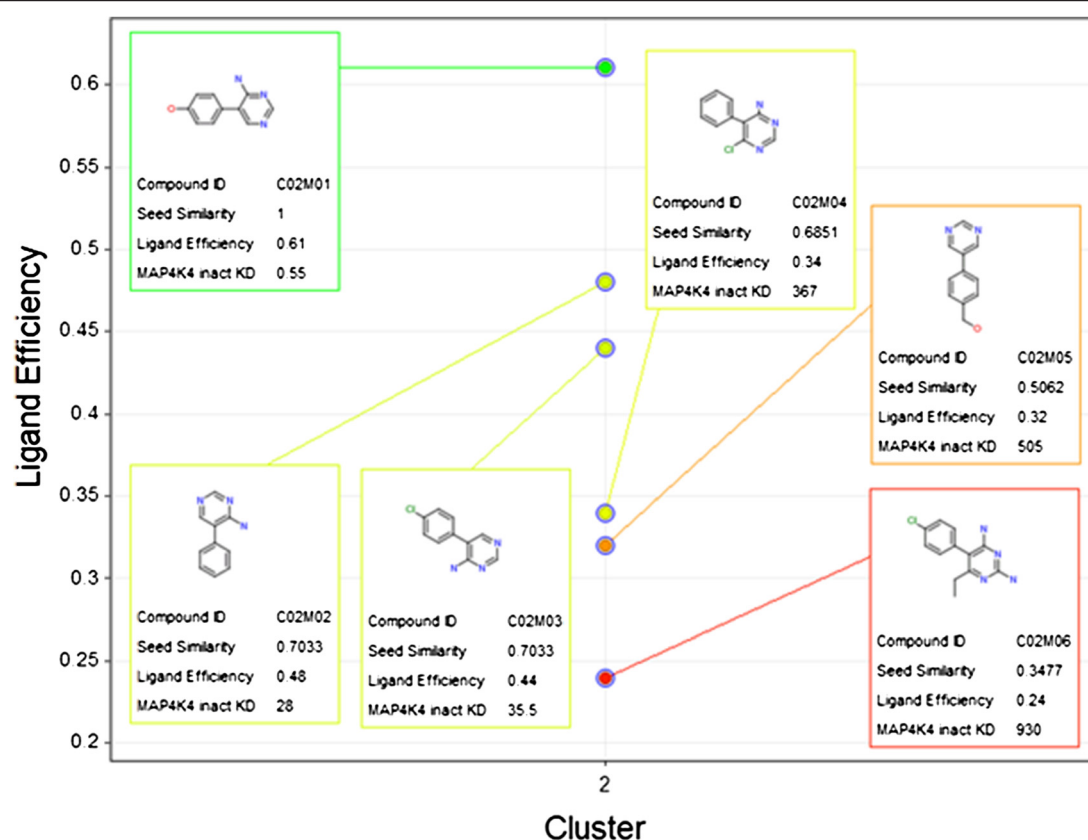 Ligand Efficiency
0.6
0.55
0.5
0.45
0.4
0.35
0.3
0.25
0.2
N
N
N
O
Compound ID C02M01
Seed Similarity 1
Ligand Efficiency 0.61
MAP4K4 inact KD 0.55
N
N
Cl
N
Compound ID C02M04
Seed Similarity 0.6851
Ligand Efficiency 0.34
MAP4K4 inact KD 367
N N
O
Compound ID C02M05
Seed Similarity 0.5062
Ligand Efficiency 0.32
MAP4K4 inact KD 505
N N
N
Compound ID C02M02
Seed Similarity 0.7033
Ligand Efficiency 0.48
MAP4K4 inact KD 28
Cl
N
N N
Compound ID C02M03
Seed Similarity 0.7033
Ligand Efficiency 0.44
MAP4K4 inact KD 35.5
Cl
N
N
N N
Compound ID C02M06
Seed Similarity 0.3477
Ligand Efficiency 0.24
MAP4K4 inact KD 930
2
Cluster